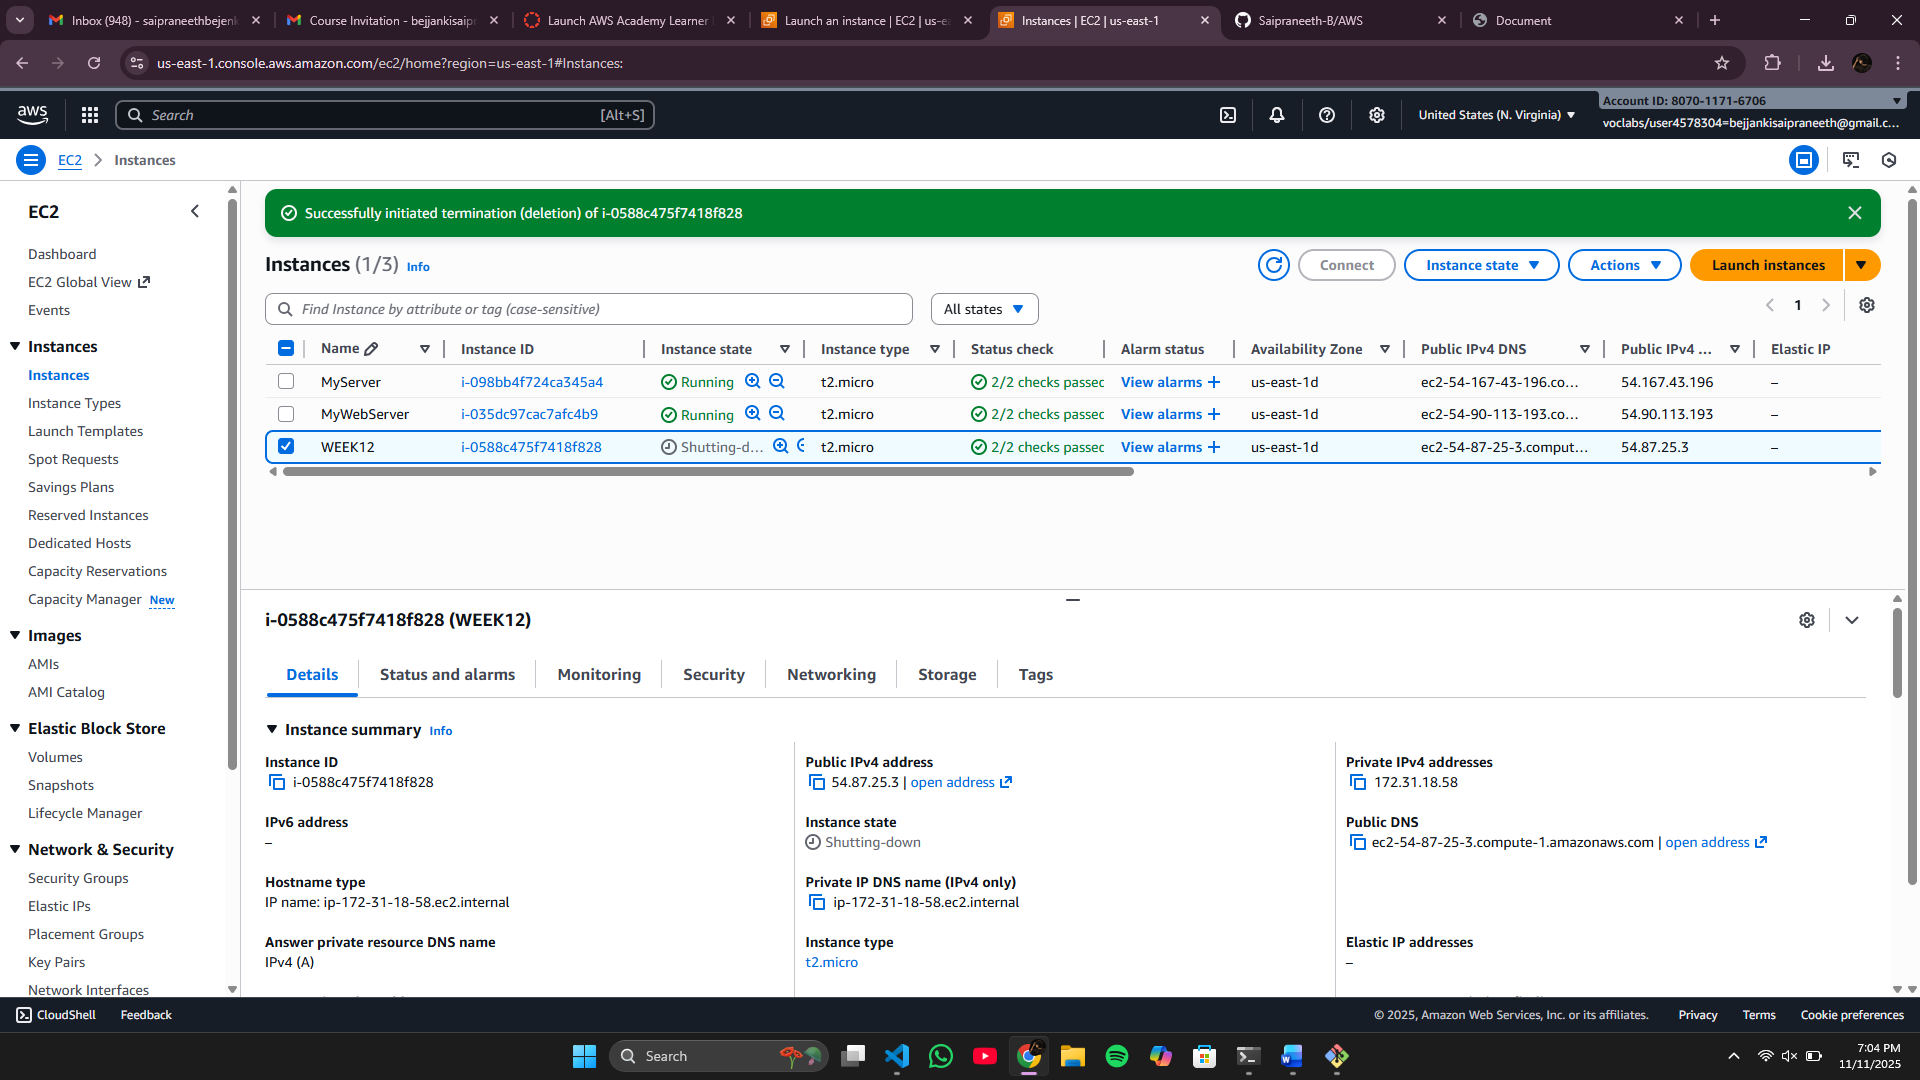 Inbox (948) - saipraneethbejenk
Course Invitation - bejjankisaipr
Launch AWS Academy Learner
Launch an instance | EC2 | us-ea
Instances | EC2 | us-east-1
Saipraneeth-B/AWS
Document
us-east-1.console.aws.amazon.com/ec2/home?region=us-east-1#Instances:
aws
Search
[Alt+S]
United States (N. Virginia)
Account ID: 8070-1171-6706
voclabs/user4578304=bejjankisaipraneeth@gmail.c...
EC2
Instances
EC2
Dashboard
EC2 Global View
Events
Instances
Instances
Instance Types
Launch Templates
Spot Requests
Savings Plans
Reserved Instances
Dedicated Hosts
Capacity Reservations
Capacity Manager New
Images
AMIs
AMI Catalog
Elastic Block Store
Volumes
Snapshots
Lifecycle Manager
Network & Security
Security Groups
Elastic IPs
Placement Groups
Key Pairs
Network Interfaces
Successfully initiated termination (deletion) of i-0588c475f7418f828
Instances (1/3) Info
Connect
Instance state
Actions
Launch instances
Find Instance by attribute or tag (case-sensitive)
All states
1
Name Instance ID Instance state Instance type Status check Alarm status Availability Zone Public IPv4 DNS Public IPv4 ... Elastic IP
MyServer i-098bb4f724ca345a4 Running t2.micro 2/2 checks passec View alarms + us-east-1d ec2-54-167-43-196.co... 54.167.43.196 –
MyWebServer i-035dc97cac7afc4b9 Running t2.micro 2/2 checks passec View alarms + us-east-1d ec2-54-90-113-193.co... 54.90.113.193 –
WEEK12 i-0588c475f7418f828 Shutting-d... t2.micro 2/2 checks passec View alarms + us-east-1d ec2-54-87-25-3.comput... 54.87.25.3 –
i-0588c475f7418f828 (WEEK12)
Details
Status and alarms
Monitoring
Security
Networking
Storage
Tags
Instance summary Info
Instance ID
i-0588c475f7418f828
Public IPv4 address
54.87.25.3 | open address
Private IPv4 addresses
172.31.18.58
IPv6 address
–
Instance state
Shutting-down
Public DNS
ec2-54-87-25-3.compute-1.amazonaws.com | open address
Hostname type
IP name: ip-172-31-18-58.ec2.internal
Private IP DNS name (IPv4 only)
ip-172-31-18-58.ec2.internal
Answer private resource DNS name
IPv4 (A)
Instance type
t2.micro
Elastic IP addresses
–
CloudShell
Feedback
© 2025, Amazon Web Services, Inc. or its affiliates.
Privacy
Terms
Cookie preferences
Search
7:04 PM
11/11/2025